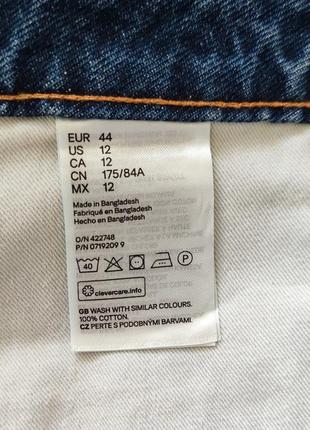 EUR 44
US 12
CA 12
CN 175/84A
MX 12
Made in Bangladesh
Fabriqué en Bangladesh
Hecho en Bangladesh
O/N 422748
P/N 0719209 9
40 P
clevercare.info
GB WASH WITH SIMILAR COLOURS.
100% COTTON.
CZ PERTE S PODOBNÝMI BARVAMI.